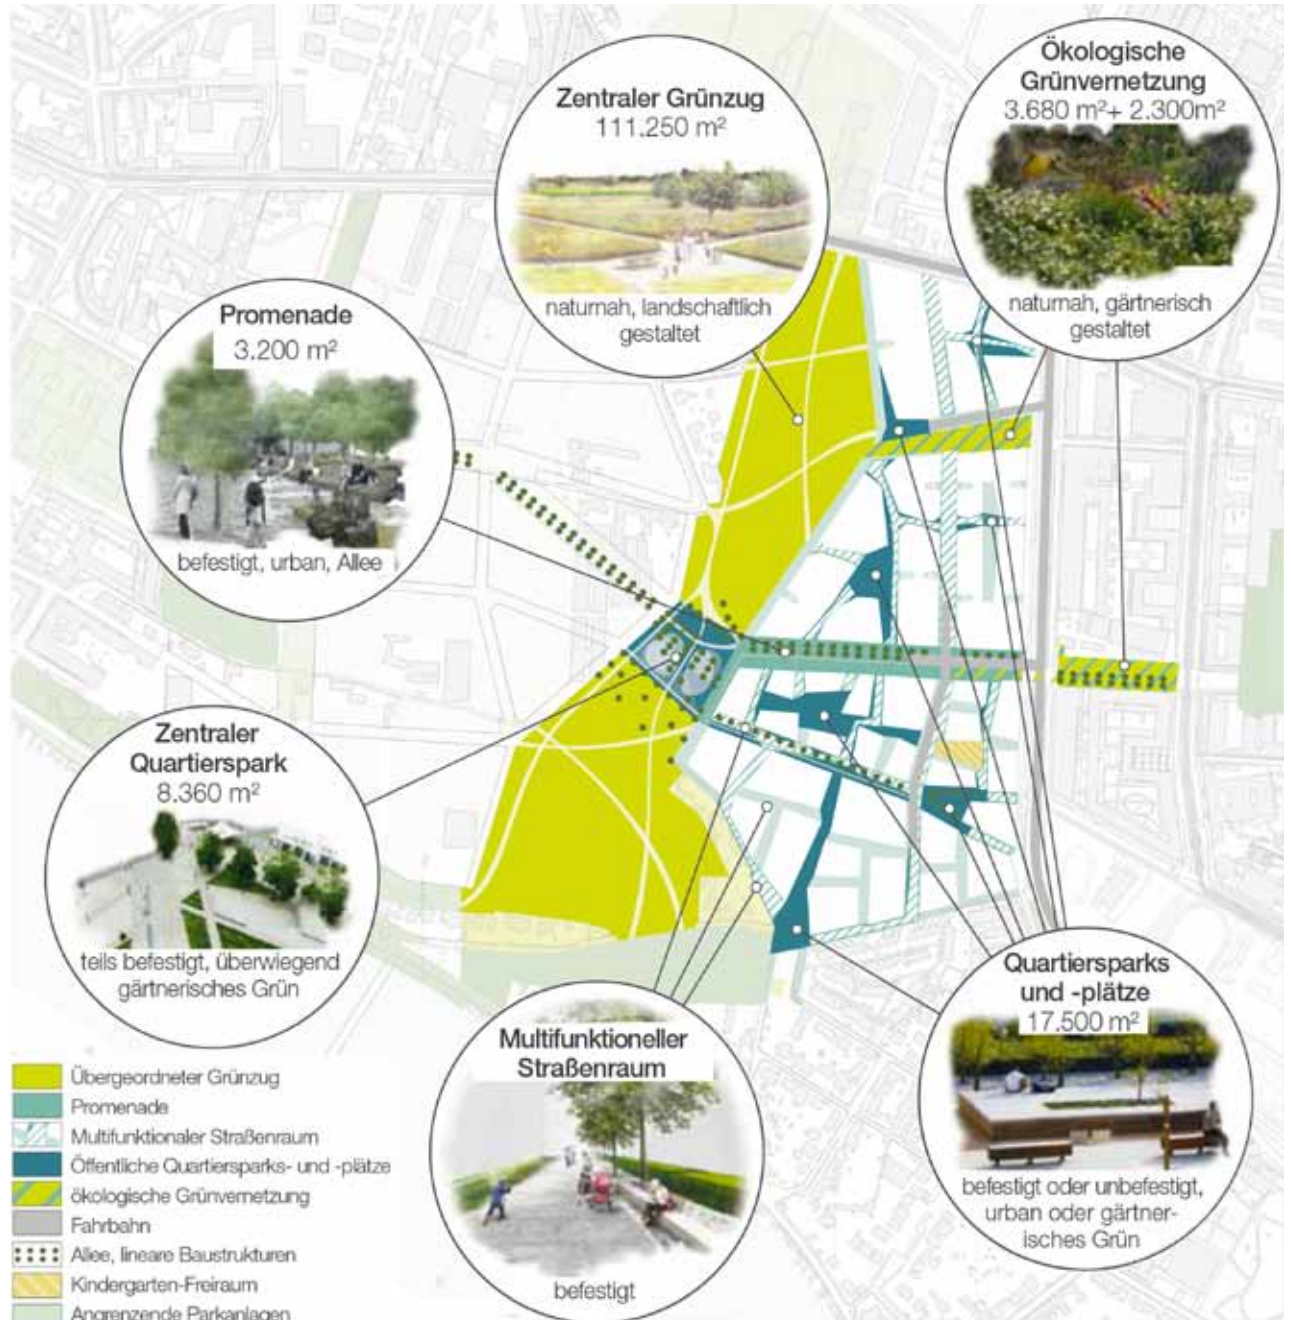 Ökologische
Grünvernetzung
3.680 m²+ 2.300m²
naturnah, gärtnerisch
gestaltet
Zentraler Grünzug
111.250 m²
naturnah, landschaftlich
gestaltet
Promenade
3.200 m²
befestigt, urban, Allee
Zentraler
Quartierspark
8.360 m²
teils befestigt, überwiegend
gärtnerisches Grün
Multifunktioneller
Straßenraum
befestigt
Quartiersparks
und -plätze
17.500 m²
befestigt oder unbefestigt,
urban oder gärtner-
isches Grün
Übergeordneter Grünzug
Promenade
Multifunktionaler Straßenraum
Öffentliche Quartiersparks- und -plätze
ökologische Grünvernetzung
Fahrbahn
Allee, lineare Baustrukturen
Kindergarten-Freiraum
Angrenzende Parkanlagen